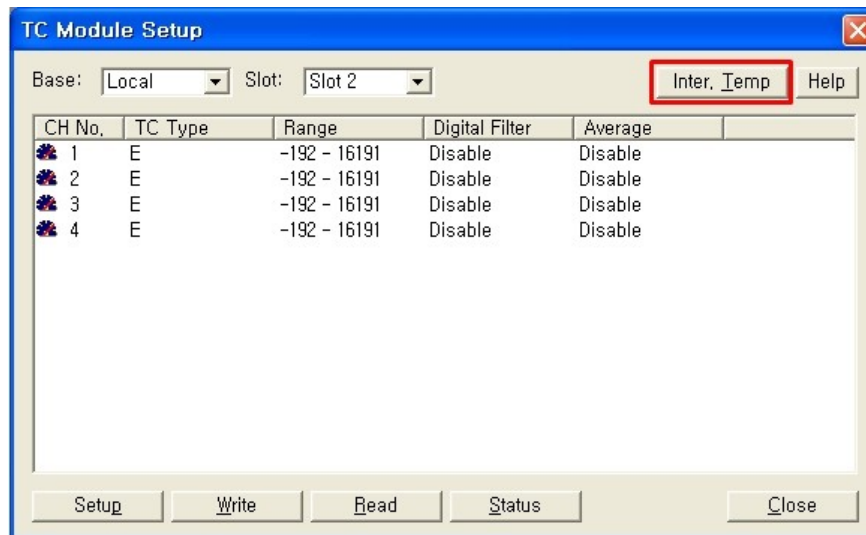 TC Module Setup
Base: Local Slot: Slot 2 Inter. Temp Help
CH No. TC Type Range Digital Filter Average
1 E -192 - 16191 Disable Disable
2 E -192 - 16191 Disable Disable
3 E -192 - 16191 Disable Disable
4 E -192 - 16191 Disable Disable
Setup Write Read Status Close